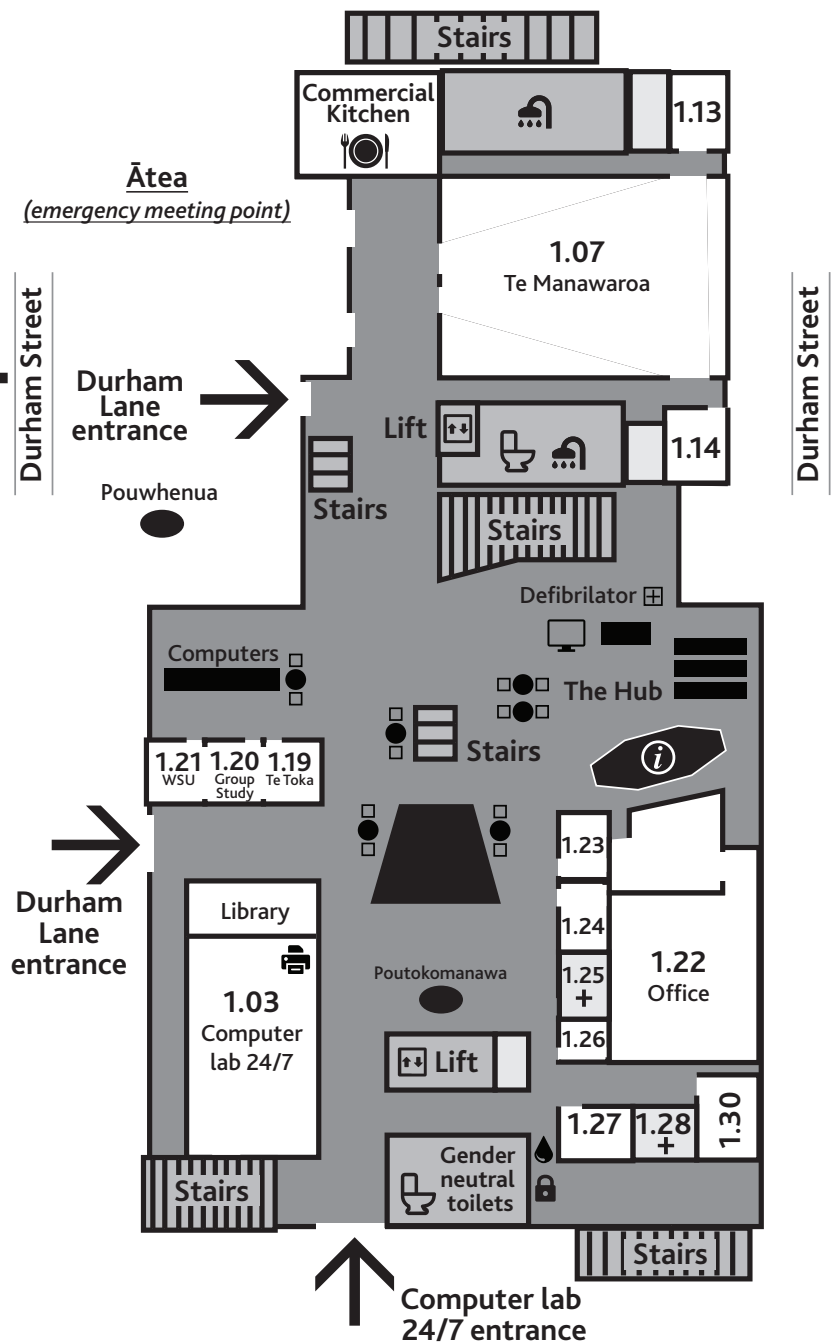 Stairs
Commercial
Kitchen
1.13
Ātea
(emergency meeting point)
1.07
Te Manawaroa
Durham Street
Durham Street
Durham
Lane
entrance
Lift
1.14
Pouwhenua
Stairs
Stairs
Defibrilator
Computers
The Hub
Stairs
i
1.21
WSU
1.20
Group
Study
1.19
Te Toka
1.23
Durham
Lane
entrance
Library
1.24
1.03
Computer
lab 24/7
Poutokomanawa
1.25
+
1.22
Office
1.26
Lift
1.27
1.28
+
1.30
Gender
neutral
toilets
Stairs
Stairs
Computer lab
24/7 entrance